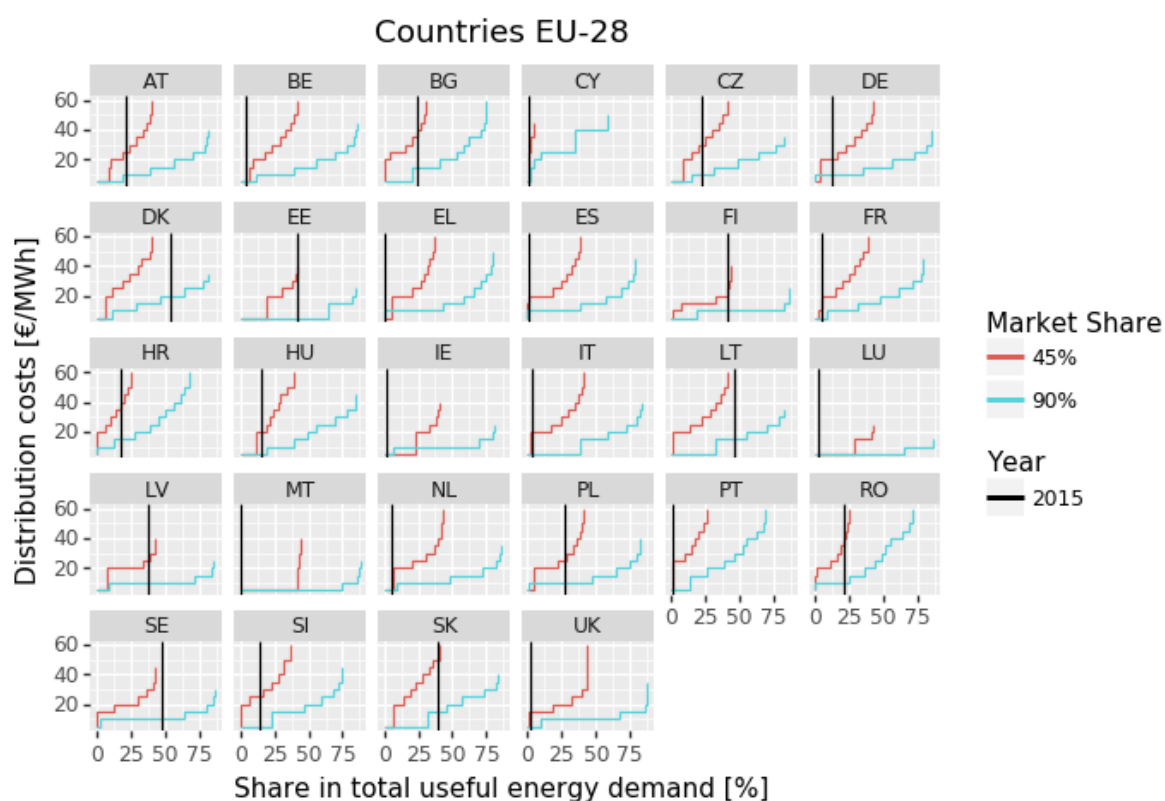 Countries EU-28
AT BE BG CY CZ DE
60
40
20
DK EE EL ES FI FR
60
40
20
HR HU IE IT LT LU
60
40
20
LV MT NL PL PT RO
60
40
20
0 25 50 75 0 25 50 75
SE SI SK UK
60
40
20
0 25 50 75 0 25 50 75 0 25 50 75 0 25 50 75
Share in total useful energy demand [%]
Distribution costs [€/MWh]
Market Share
45%
90%
Year
2015